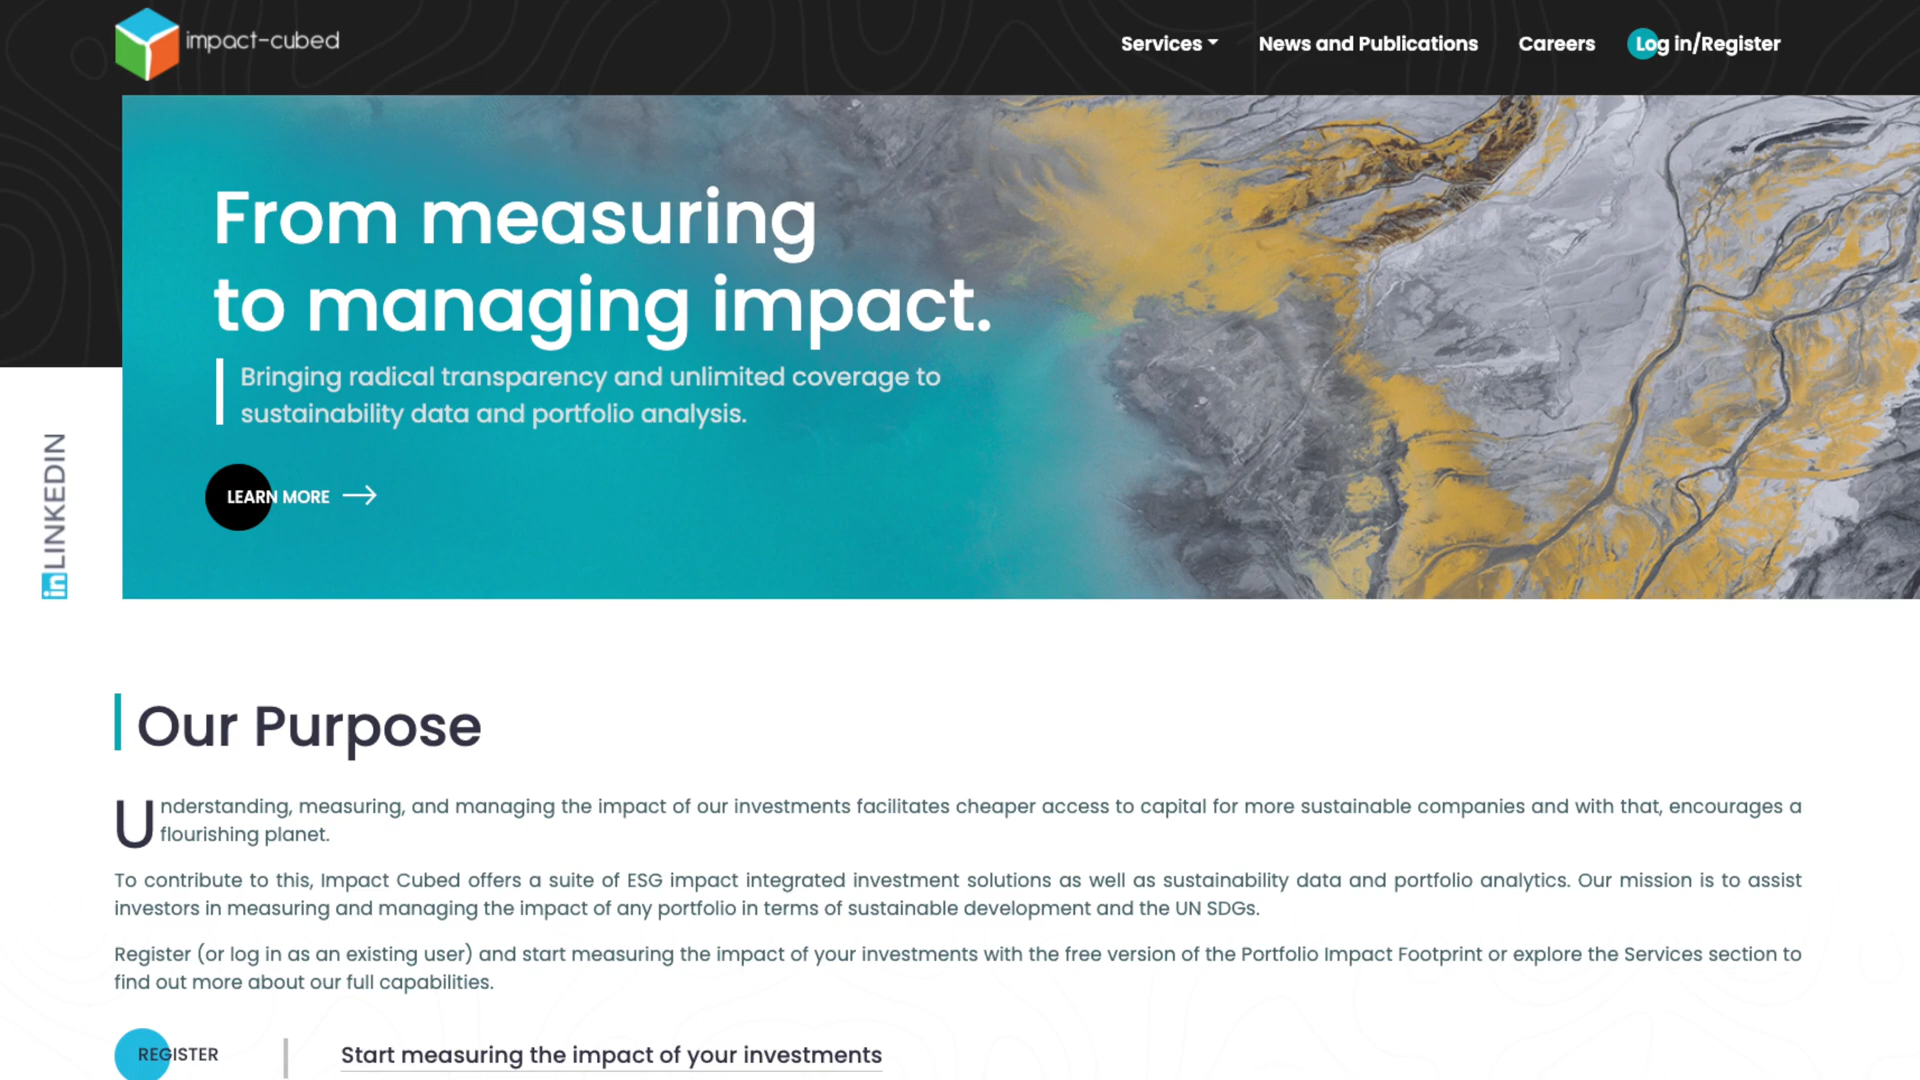 impact-cubed
Services
News and Publications
Careers
Log in/Register
From measuring
to managing impact.
Bringing radical transparency and unlimited coverage to
sustainability data and portfolio analysis.
LEARN MORE
in LINKEDIN
Our Purpose
Understanding, measuring, and managing the impact of our investments facilitates cheaper access to capital for more sustainable companies and with that, encourages a
flourishing planet.
To contribute to this, Impact Cubed offers a suite of ESG impact integrated investment solutions as well as sustainability data and portfolio analytics. Our mission is to assist
investors in measuring and managing the impact of any portfolio in terms of sustainable development and the UN SDGs.
Register (or log in as an existing user) and start measuring the impact of your investments with the free version of the Portfolio Impact Footprint or explore the Services section to
find out more about our full capabilities.
REGISTER
Start measuring the impact of your investments